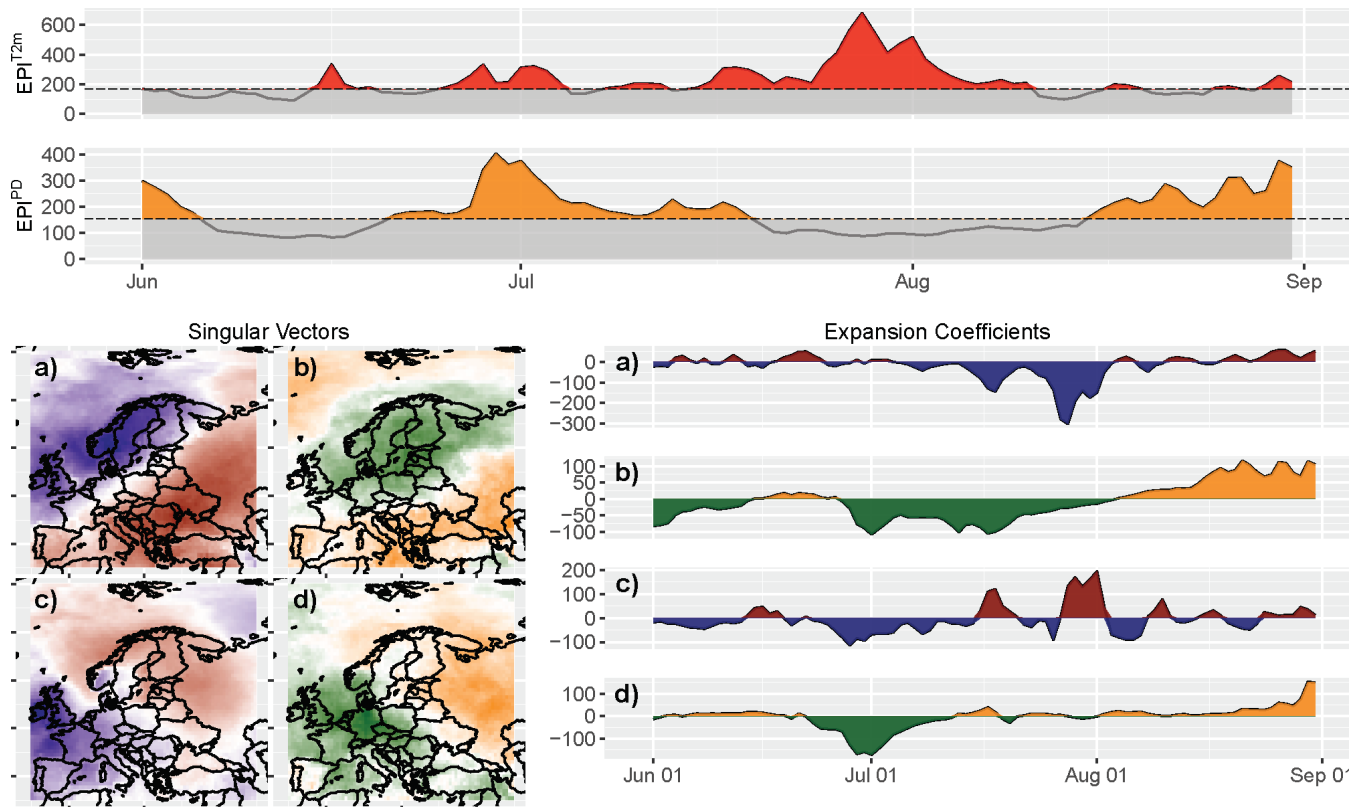 EPI^T2m
600
400
200
0
EPI^PD
400
300
200
100
0
Jun
Jul
Aug
Sep
Singular Vectors
a)
b)
c)
d)
Expansion Coefficients
a)
0
−100
−200
−300
b)
100
50
0
−50
−100
c)
200
100
0
−100
d)
100
0
−100
Jun 01
Jul 01
Aug 01
Sep 01